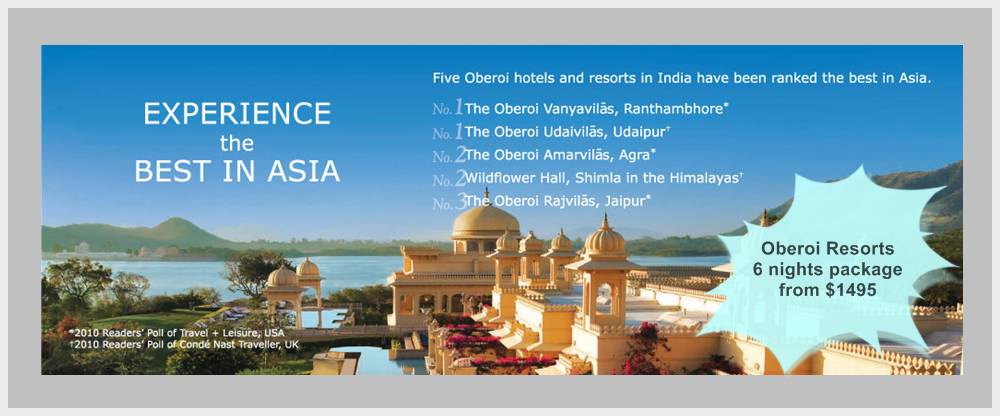 EXPERIENCE
the
BEST IN ASIA
Five Oberoi hotels and resorts in India have been ranked the best in Asia.
No. 1 The Oberoi Vanyavilās, Ranthambhore*
No. 1 The Oberoi Udaivilās, Udaipur†
No. 2 The Oberoi Amarvilās, Agra*
No. 2 Wildflower Hall, Shimla in the Himalayas†
No. 3 The Oberoi Rajvilās, Jaipur*
Oberoi Resorts
6 nights package
from $1495
*2010 Readers' Poll of Travel + Leisure, USA
†2010 Readers' Poll of Condé Nast Traveller, UK